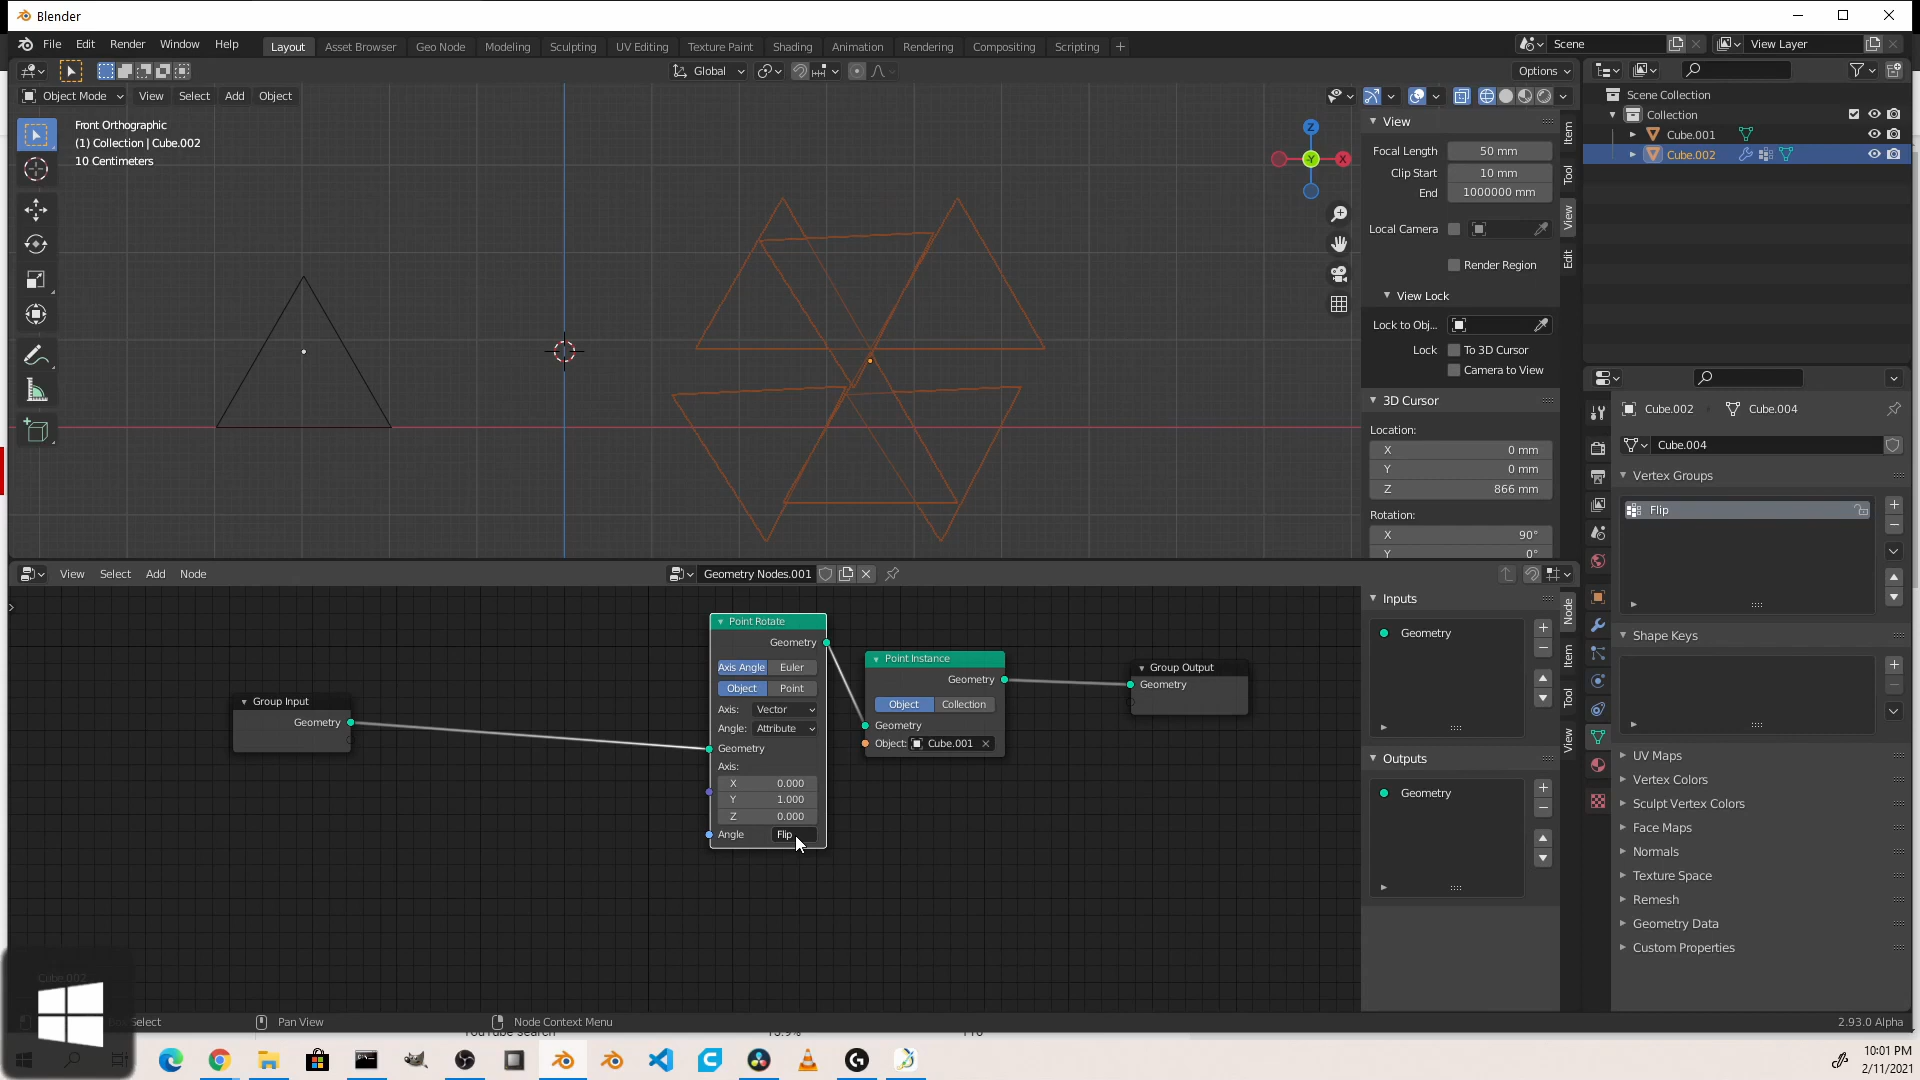 Blender
File Edit Render Window Help Layout Asset Browser Geo Node Modeling Sculpting UV Editing Texture Paint Shading Animation Rendering Compositing Scripting + Scene View Layer
Global Options
Object Mode View Select Add Object
Front Orthographic
(1) Collection | Cube.002
10 Centimeters
Z
Y
X
View
Focal Length 50 mm
Clip Start 10 mm
End 1000000 mm
Local Camera
Render Region
View Lock
Lock to Obj...
Lock To 3D Cursor
Camera to View
3D Cursor
Location:
X 0 mm
Y 0 mm
Z 866 mm
Rotation:
X 90°
Y 0°
Item
Tool
View
Edit
Scene Collection
Collection
Cube.001
Cube.002
Cube.002 Cube.004
Cube.004
Vertex Groups
Flip
Shape Keys
UV Maps
Vertex Colors
Sculpt Vertex Colors
Face Maps
Normals
Texture Space
Remesh
Geometry Data
Custom Properties
View Select Add Node Geometry Nodes.001
Group Input
Geometry
Point Rotate
Geometry
Axis Angle Euler
Object Point
Axis: Vector
Angle: Attribute
Geometry
Axis:
X 0.000
Y 1.000
Z 0.000
Angle Flip
Point Instance
Geometry
Object Collection
Geometry
Object: Cube.001
Group Output
Geometry
Inputs
Geometry
Outputs
Geometry
Node
Item
Tool
View
Cube.002
Select Pan View Node Context Menu 2.93.0 Alpha
YouTube search
10:01 PM
2/11/2021